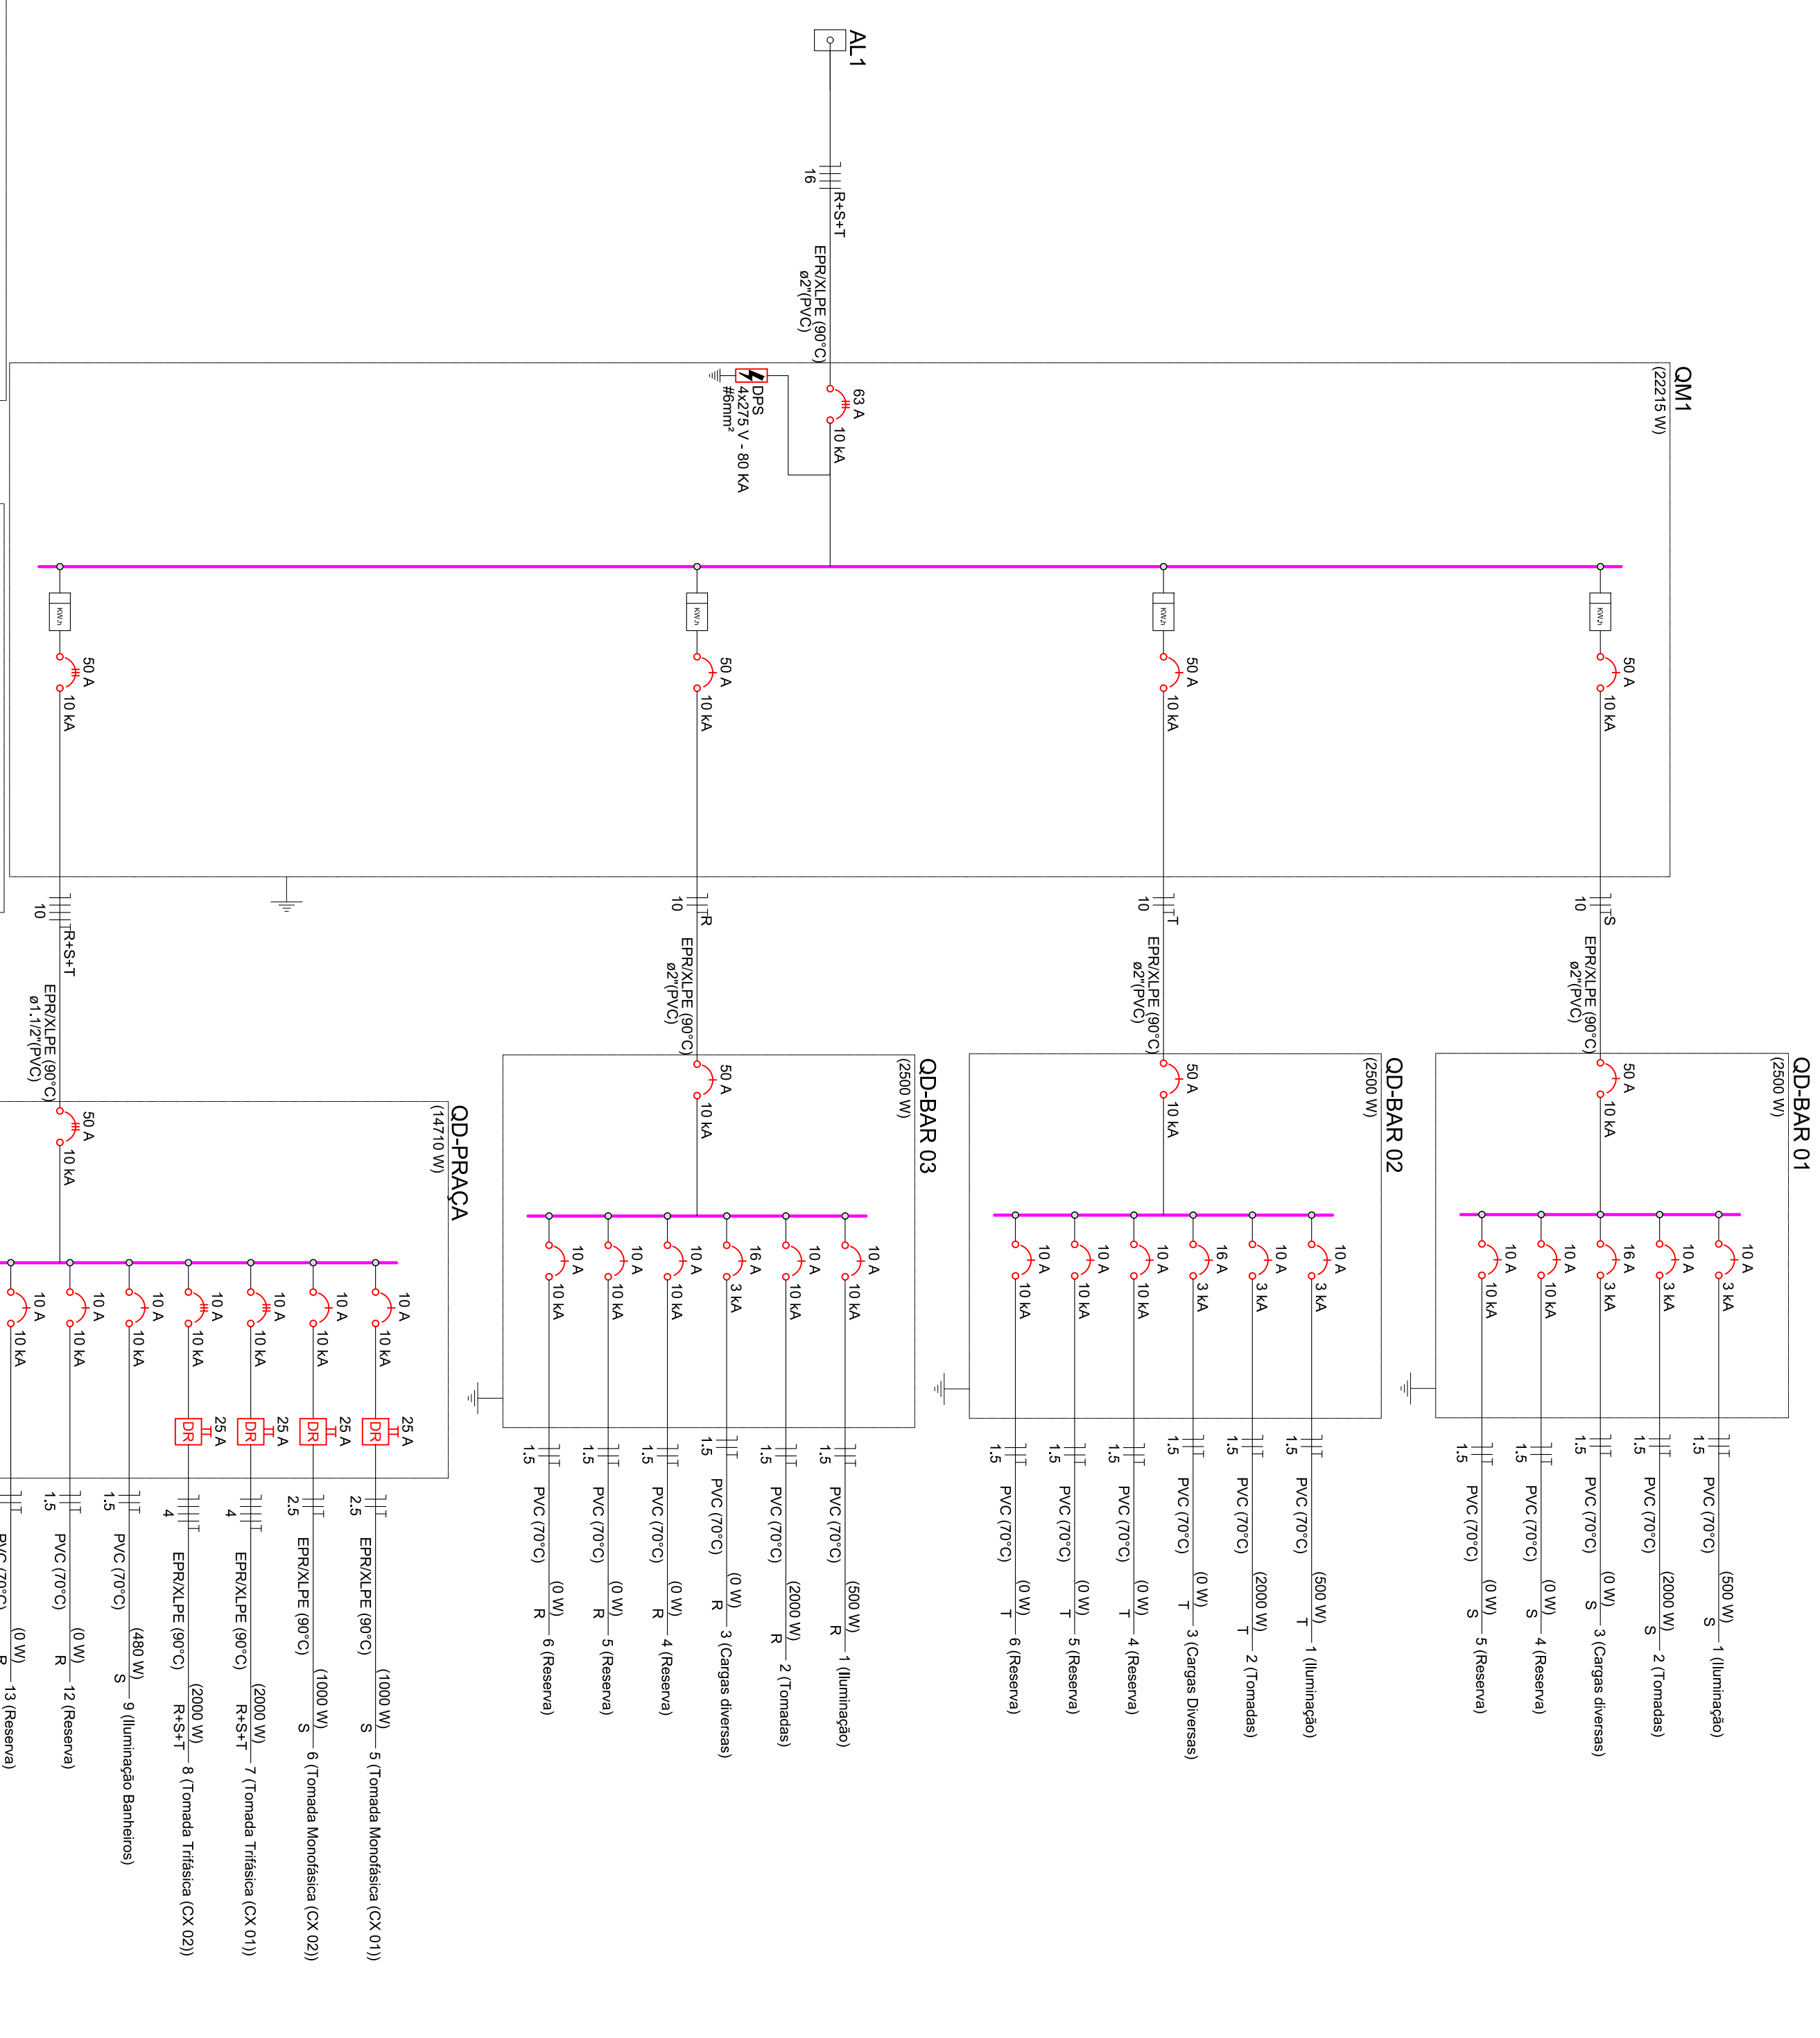 AL1
16
R+S+T
EPR/XLPE (90°C)
ø2"(PVC)
QM1
(22215 W)
63 A
10 kA
DPS
4x275 V - 80 KA
#6mm²
KW.h
50 A
10 kA
S
10
EPR/XLPE (90°C)
ø2"(PVC)
QD-BAR 01
(2500 W)
50 A
10 kA
10 A
3 kA
1.5
PVC (70°C)
(500 W)
S
1 (Iluminação)
10 A
3 kA
1.5
PVC (70°C)
(2000 W)
S
2 (Tomadas)
16 A
3 kA
1.5
PVC (70°C)
(0 W)
S
3 (Cargas diversas)
10 A
10 kA
1.5
PVC (70°C)
(0 W)
S
4 (Reserva)
10 A
10 kA
1.5
PVC (70°C)
(0 W)
S
5 (Reserva)
KW.h
50 A
10 kA
T
10
EPR/XLPE (90°C)
ø2"(PVC)
QD-BAR 02
(2500 W)
50 A
10 kA
10 A
3 kA
1.5
PVC (70°C)
(500 W)
T
1 (Iluminação)
10 A
3 kA
1.5
PVC (70°C)
(2000 W)
T
2 (Tomadas)
16 A
3 kA
1.5
PVC (70°C)
(0 W)
T
3 (Cargas Diversas)
10 A
10 kA
1.5
PVC (70°C)
(0 W)
T
4 (Reserva)
10 A
10 kA
1.5
PVC (70°C)
(0 W)
T
5 (Reserva)
10 A
10 kA
1.5
PVC (70°C)
(0 W)
T
6 (Reserva)
KW.h
50 A
10 kA
R
10
EPR/XLPE (90°C)
ø2"(PVC)
QD-BAR 03
(2500 W)
50 A
10 kA
10 A
10 kA
1.5
PVC (70°C)
(500 W)
R
1 (Iluminação)
10 A
10 kA
1.5
PVC (70°C)
(2000 W)
R
2 (Tomadas)
16 A
3 kA
1.5
PVC (70°C)
(0 W)
R
3 (Cargas diversas)
10 A
10 kA
1.5
PVC (70°C)
(0 W)
R
4 (Reserva)
10 A
10 kA
1.5
PVC (70°C)
(0 W)
R
5 (Reserva)
10 A
10 kA
1.5
PVC (70°C)
(0 W)
R
6 (Reserva)
KW.h
50 A
10 kA
R+S+T
10
EPR/XLPE (90°C)
ø1.1/2"(PVC)
QD-PRAÇA
(14710 W)
50 A
10 kA
10 A
10 kA
25 A
DR
2.5
EPR/XLPE (90°C)
(1000 W)
S
5 (Tomada Monofásica (CX 01))
10 A
10 kA
25 A
DR
2.5
EPR/XLPE (90°C)
(1000 W)
S
6 (Tomada Monofásica (CX 02))
10 A
10 kA
25 A
DR
4
EPR/XLPE (90°C)
(2000 W)
R+S+T
7 (Tomada Trifásica (CX 01))
10 A
10 kA
25 A
DR
4
EPR/XLPE (90°C)
(2000 W)
R+S+T
8 (Tomada Trifásica (CX 02))
10 A
10 kA
1.5
PVC (70°C)
(480 W)
S
9 (Iluminação Banheiros)
10 A
10 kA
1.5
PVC (70°C)
(0 W)
R
12 (Reserva)
10 A
10 kA
PVC (70°C)
(0 W)
R
13 (Reserva)